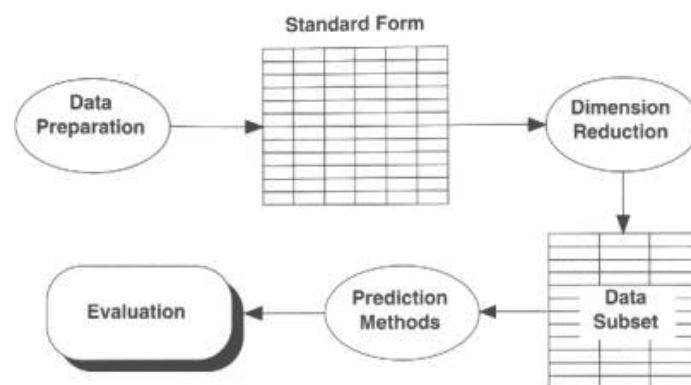 Standard Form
Data
Preparation
Dimension
Reduction
Data
Subset
Prediction
Methods
Evaluation